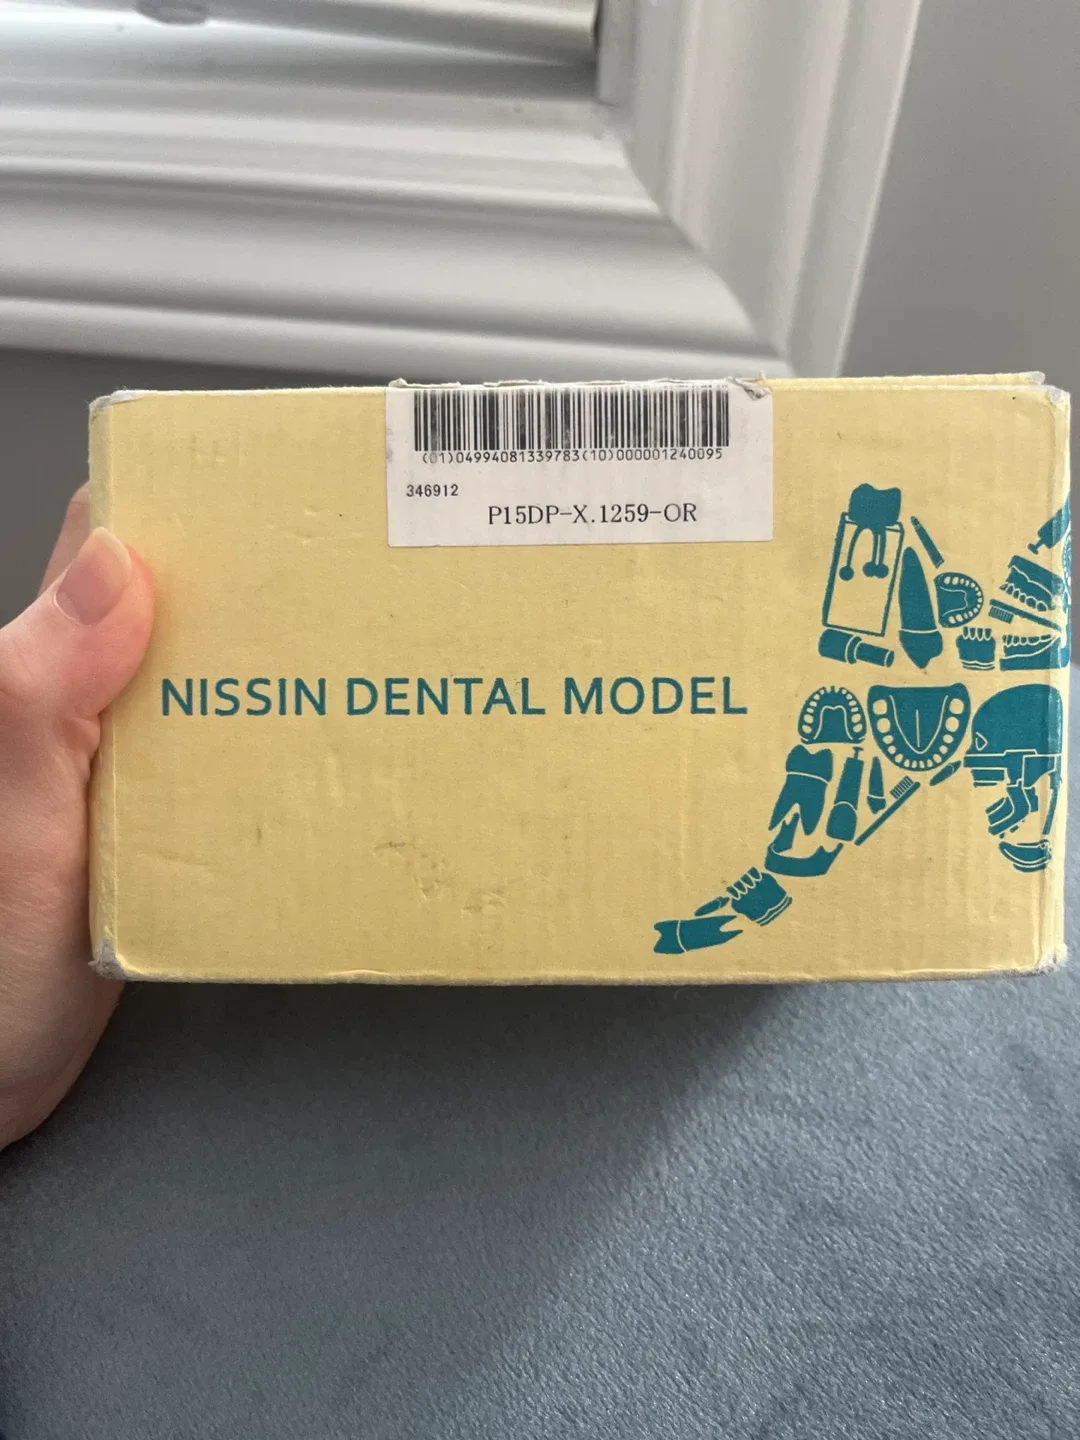 (01)04994081339783(10)000001240095
346912
P15DP-X.1259-OR
NISSIN DENTAL MODEL